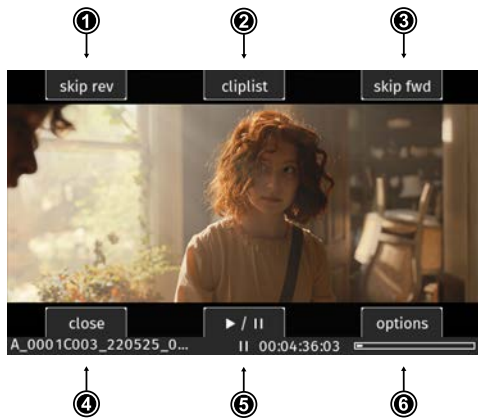 1 2 3
skip rev cliplist skip fwd
close ▶ / II options
A_0001C003_220525_0... II 00:04:36:03
4 5 6